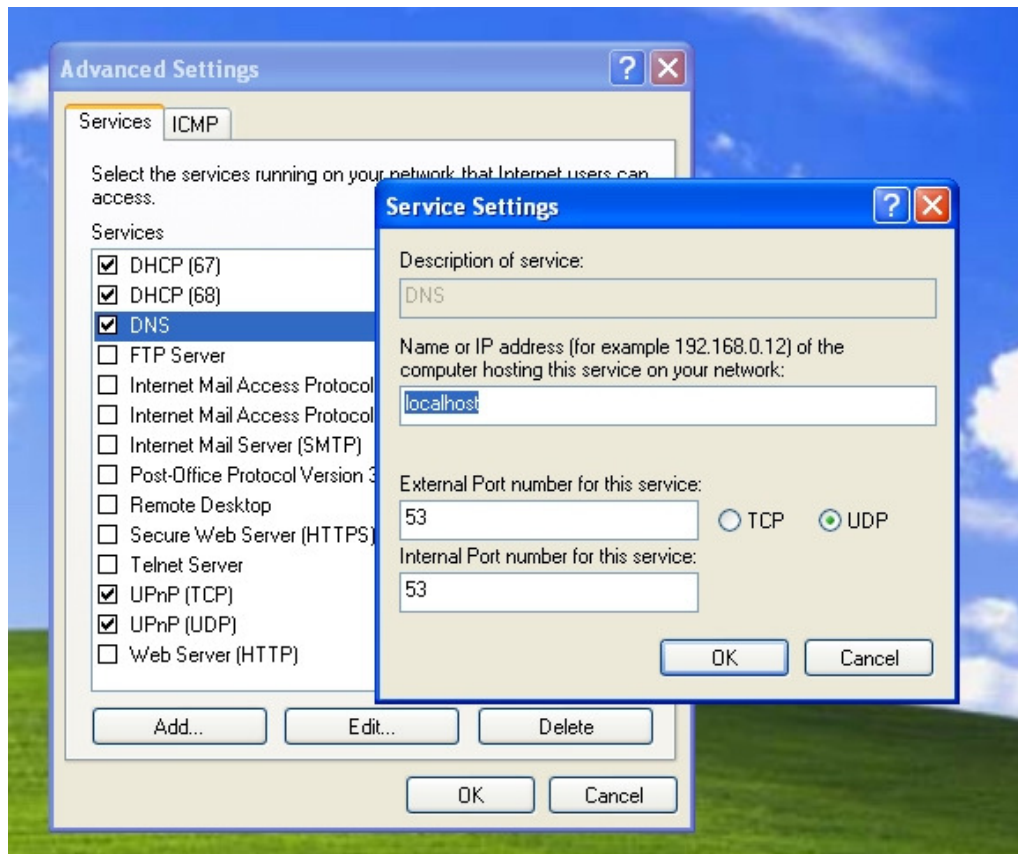 Advanced Settings
Services
ICMP
Select the services running on your network that Internet users can
access.
Services
DHCP (67)
DHCP (68)
DNS
FTP Server
Internet Mail Access Protocol
Internet Mail Access Protocol
Internet Mail Server (SMTP)
Post-Office Protocol Version 3
Remote Desktop
Secure Web Server (HTTPS)
Telnet Server
UPnP (TCP)
UPnP (UDP)
Web Server (HTTP)
Add...
Edit...
Delete
OK
Cancel
Service Settings
Description of service:
DNS
Name or IP address (for example 192.168.0.12) of the
computer hosting this service on your network:
localhost
External Port number for this service:
53
TCP
UDP
Internal Port number for this service:
53
OK
Cancel